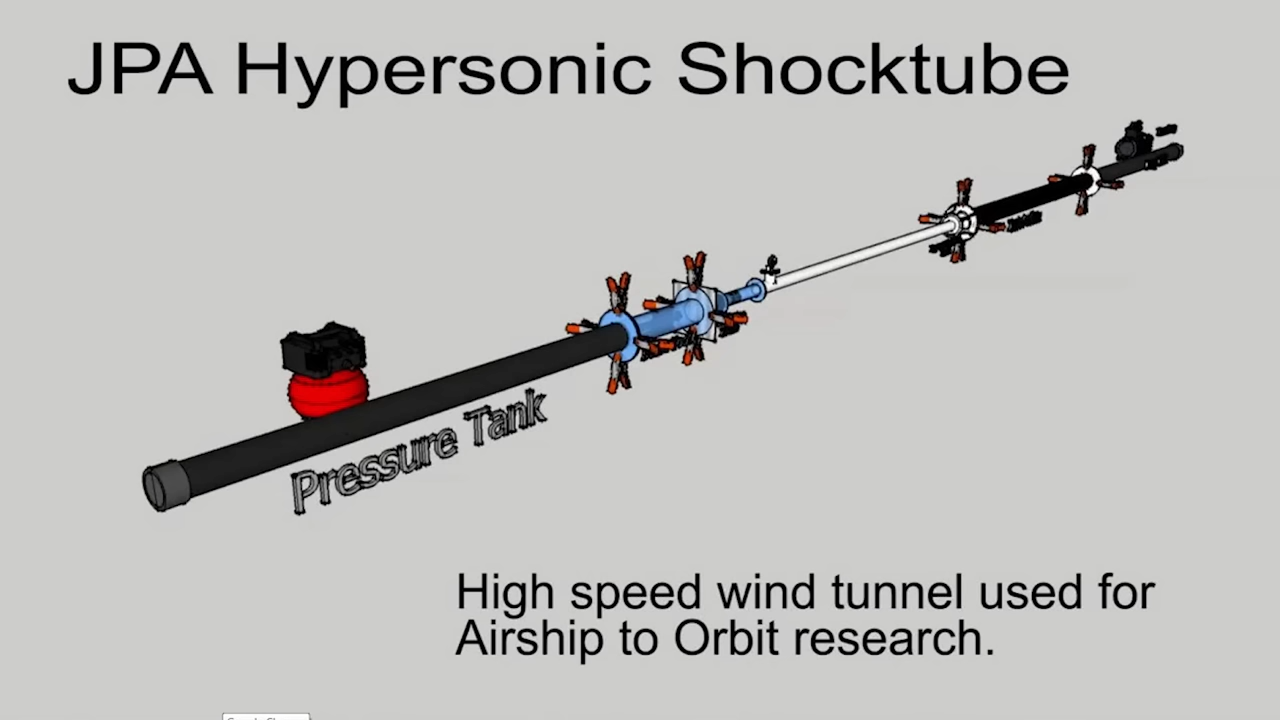 JPA Hypersonic Shocktube
Pressure Tank
High speed wind tunnel used for
Airship to Orbit research.